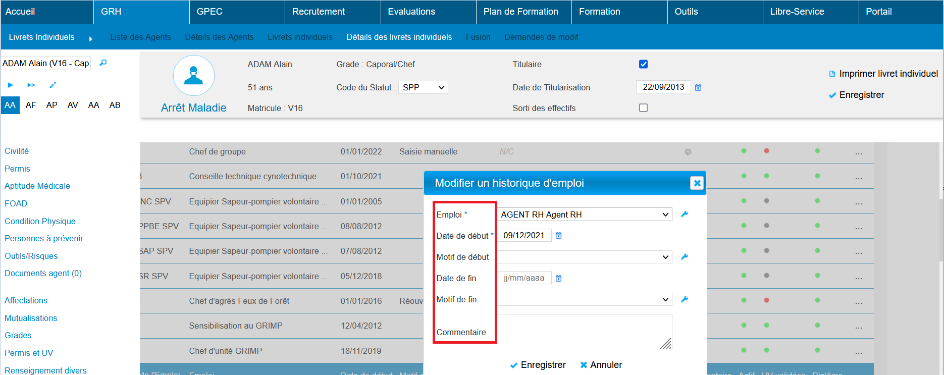 Accueil GRH GPEC Recrutement Evaluations Plan de Formation Formation Outils Libre-Service Portail
Livrets Individuels Liste des Agents Détails des Agents Livrets individuels Détails des livrets individuels Fusion Demandes de modif.
ADAM Alain (V16 - Cap
AA AF AP AV AA AB
ADAM Alain Grade : Caporal/Chef Titulaire
51 ans Code du Statut : SPP Date de Titularisation 22/09/2013
Arrêt Maladie Matricule : V16 Sorti des effectifs
Imprimer livret individuel
Enregistrer
Civilité
Permis
Aptitude Médicale
FOAD
Condition Physique
Personnes à prévenir
Outils/Risques
Documents agent (0)
Affectations
Mutualisations
Grades
Permis et UV
Renseignement divers
Chef de groupe 01/01/2022 Saisie manuelle N/C ...
Conseille technique cynotechnique 01/10/2021 ...
NC SPV Equipier Sapeur-pompier volontaire ... 01/01/2005 ...
PPBE SPV Equipier Sapeur-pompier volontaire ... 08/08/2012 ...
SAP SPV Equipier Sapeur-pompier volontaire ... 07/08/2012 ...
SR SPV Equipier Sapeur-pompier volontaire ... 05/12/2018 ...
Chef d'agrès Feux de Forêt 01/01/2016 Réouv ...
Sensibilisation au GRIMP 12/04/2012 ...
Chef d'unité GRIMP 18/11/2019 ...
Modifier un historique d'emploi
Emploi * AGENT RH Agent RH
Date de début * 09/12/2021
Motif de début
Date de fin jj/mm/aaaa
Motif de fin
Commentaire
Enregistrer Annuler